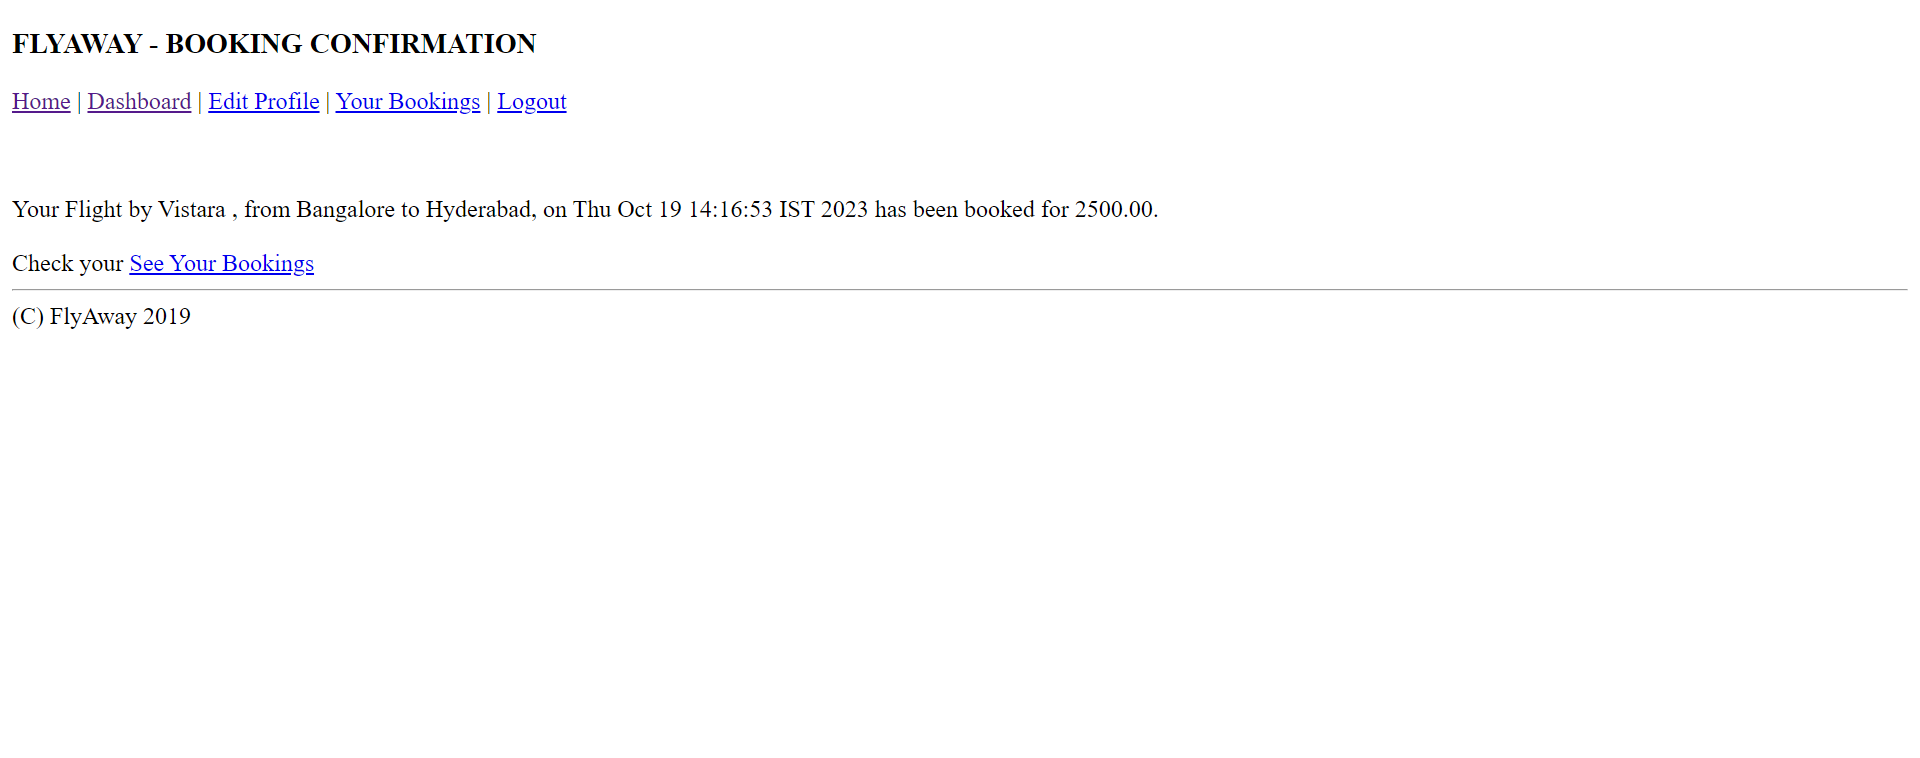 FLYAWAY - BOOKING CONFIRMATION
Home | Dashboard | Edit Profile | Your Bookings | Logout
Your Flight by Vistara , from Bangalore to Hyderabad, on Thu Oct 19 14:16:53 IST 2023 has been booked for 2500.00.
Check your See Your Bookings
(C) FlyAway 2019